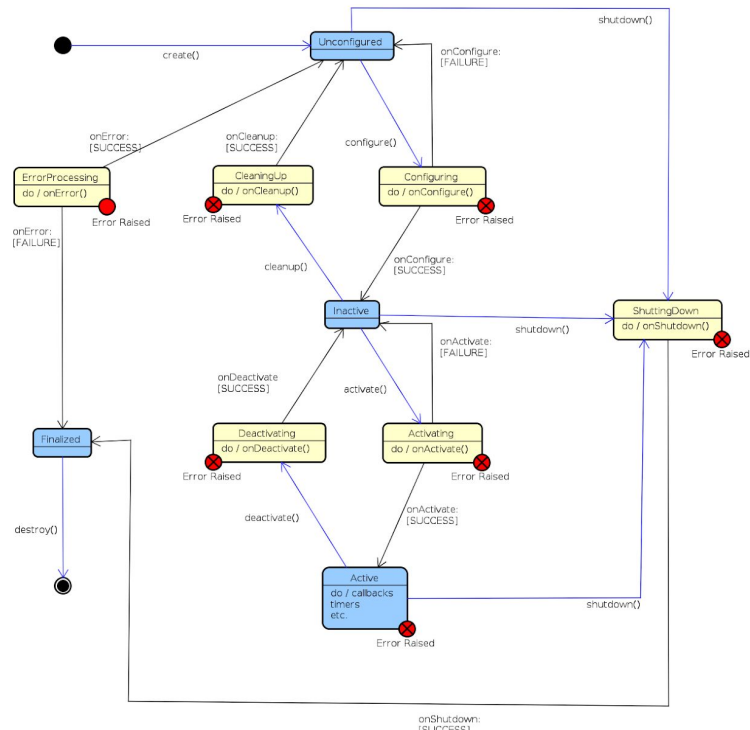 shutdown()
Unconfigured
create()
onConfigure:
[FAILURE]
onError:
[SUCCESS]
onCleanup:
[SUCCESS]
configure()
ErrorProcessing
do / onError()
Error Raised
CleaningUp
do / onCleanup()
Error Raised
Configuring
do / onConfigure()
Error Raised
onError:
[FAILURE]
cleanup()
onConfigure:
[SUCCESS]
Inactive
shutdown()
ShuttingDown
do / onShutdown()
Error Raised
onActivate:
[FAILURE]
onDeactivate
[SUCCESS]
activate()
Finalized
Deactivating
do / onDeactivate()
Error Raised
Activating
do / onActivate()
Error Raised
onActivate:
[SUCCESS]
deactivate()
destroy()
Active
do / callbacks
timers
etc.
Error Raised
shutdown()
onShutdown:
[SUCCESS]